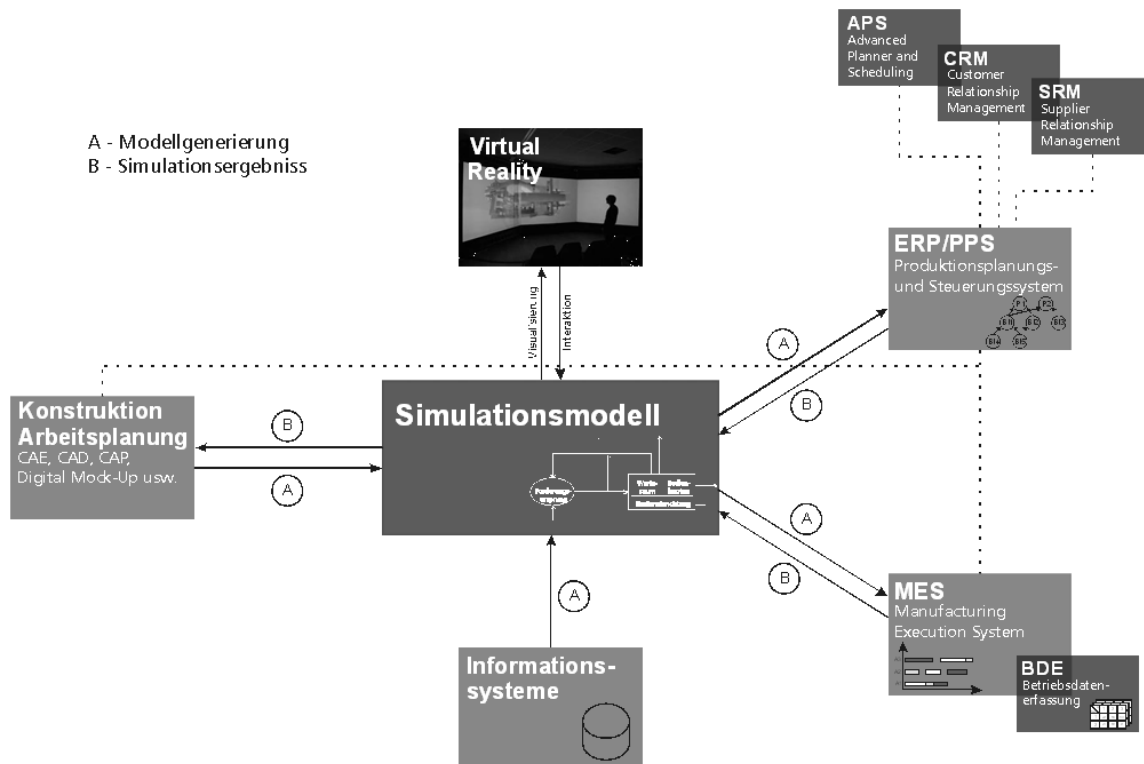 APS
Advanced
Planner and
Scheduling
CRM
Customer
Relationship
Management
SRM
Supplier
Relationship
Management
A - Modellgenerierung
B - Simulationsergebniss
Virtual
Reality
ERP/PPS
Produktionsplanungs-
und Steuerungssystem
Visualisierung
Interaktion
A
B
Konstruktion
Arbeitsplanung
CAE, CAD, CAP,
Digital Mock-Up usw.
B
A
Simulationsmodell
A
B
A
Informations-
systeme
MES
Manufacturing
Execution System
BDE
Betriebsdaten-
erfassung